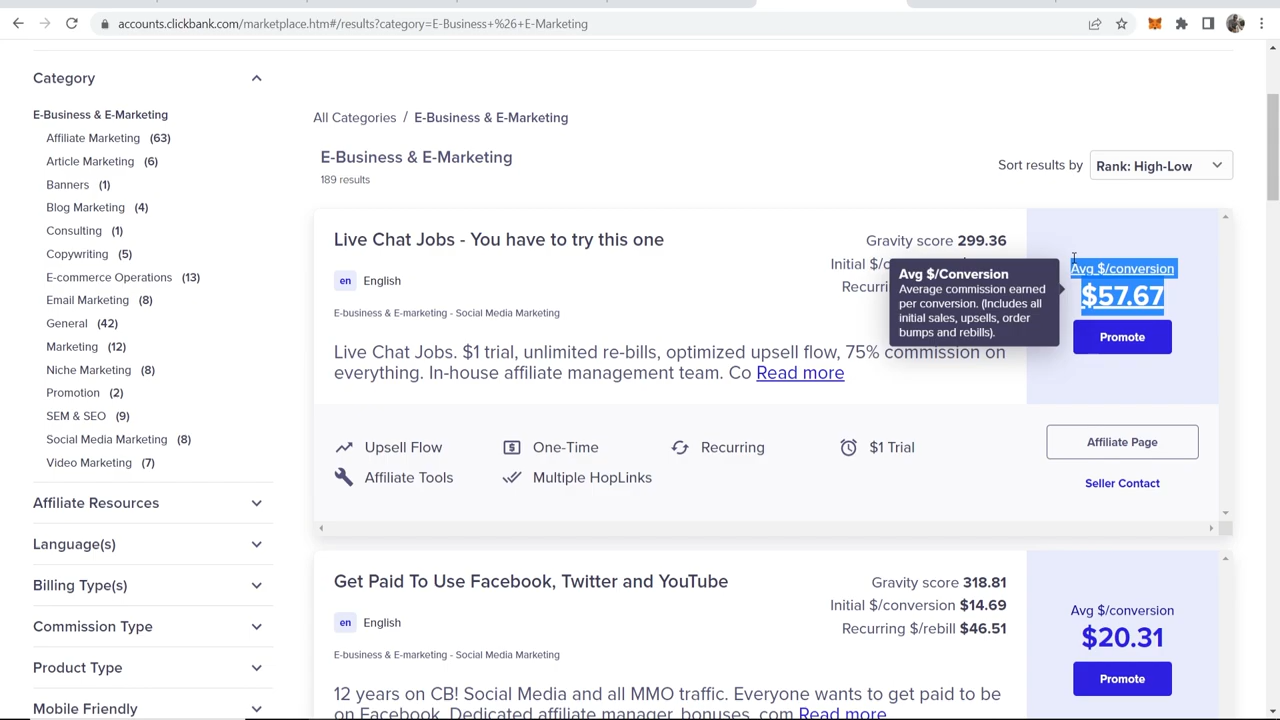 accounts.clickbank.com/marketplace.htm#/results?category=E-Business+%26+E-Marketing
Category
E-Business & E-Marketing
Affiliate Marketing (63)
Article Marketing (6)
Banners (1)
Blog Marketing (4)
Consulting (1)
Copywriting (5)
E-commerce Operations (13)
Email Marketing (8)
General (42)
Marketing (12)
Niche Marketing (8)
Promotion (2)
SEM & SEO (9)
Social Media Marketing (8)
Video Marketing (7)
Affiliate Resources
Language(s)
Billing Type(s)
Commission Type
Product Type
Mobile Friendly
All Categories / E-Business & E-Marketing
E-Business & E-Marketing
189 results
Sort results by Rank: High-Low
Live Chat Jobs - You have to try this one
en English
E-business & E-marketing - Social Media Marketing
Gravity score 299.36
Initial $/c
Recurri
Avg $/Conversion
Average commission earned
per conversion. (Includes all
initial sales, upsells, order
bumps and rebills).
Avg $/conversion
$57.67
Promote
Live Chat Jobs. $1 trial, unlimited re-bills, optimized upsell flow, 75% commission on
everything. In-house affiliate management team. Co Read more
Upsell Flow
One-Time
Recurring
$1 Trial
Affiliate Tools
Multiple HopLinks
Affiliate Page
Seller Contact
Get Paid To Use Facebook, Twitter and YouTube
en English
E-business & E-marketing - Social Media Marketing
Gravity score 318.81
Initial $/conversion $14.69
Recurring $/rebill $46.51
Avg $/conversion
$20.31
Promote
12 years on CB! Social Media and all MMO traffic. Everyone wants to get paid to be
on Facebook. Dedicated affiliate manager, bonuses, com Read more